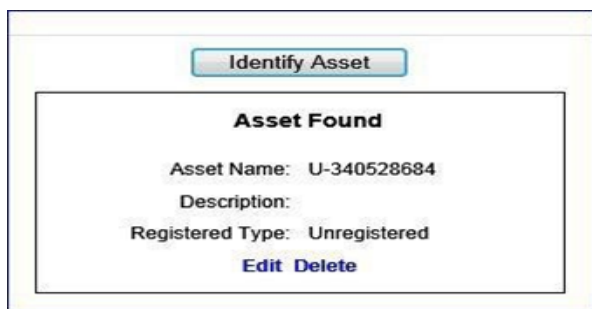 Identify Asset
Asset Found
Asset Name: U-340528684
Description:
Registered Type: Unregistered
Edit Delete